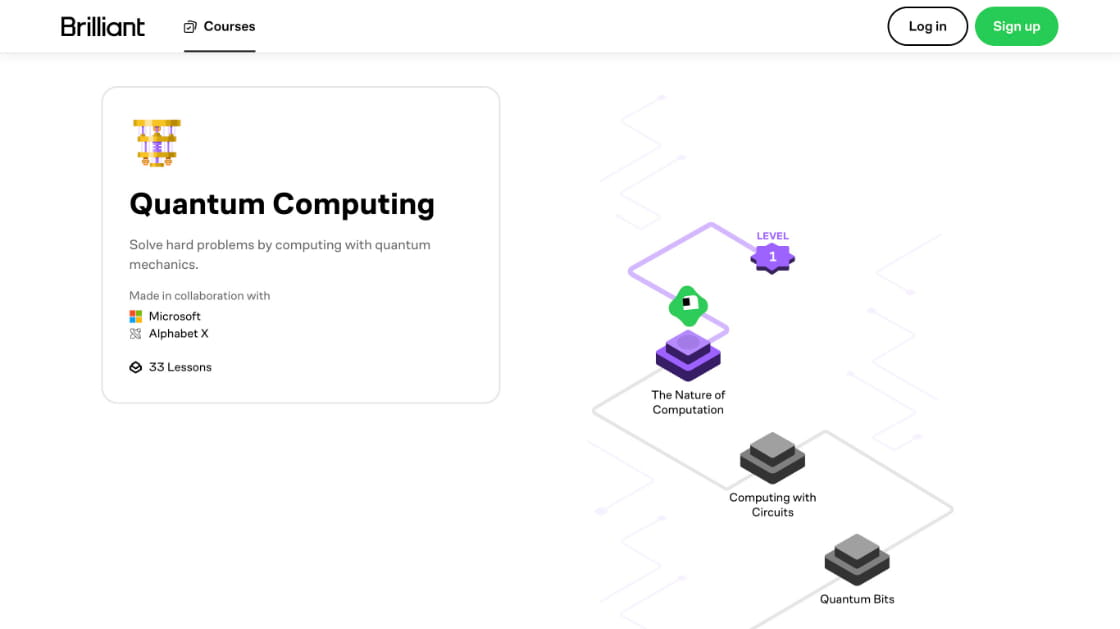 Brilliant
Courses
Log in
Sign up
Quantum Computing
Solve hard problems by computing with quantum
mechanics.
Made in collaboration with
Microsoft
Alphabet X
33 Lessons
LEVEL
1
The Nature of
Computation
Computing with
Circuits
Quantum Bits